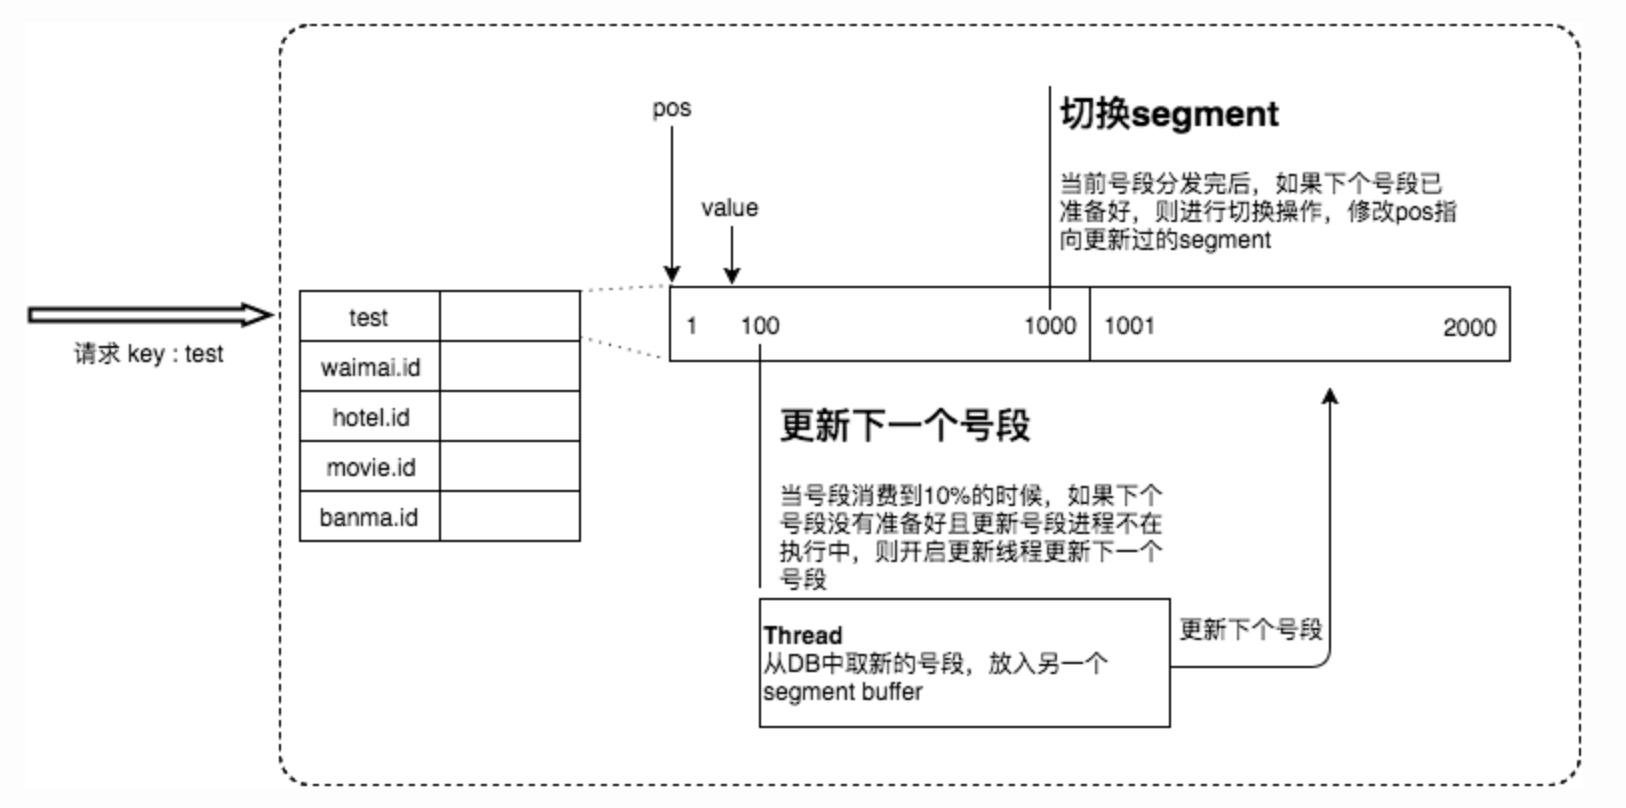 pos
切换segment
当前号段分发完后，如果下个号段已
准备好，则进行切换操作，修改pos指
向更新过的segment
value
请求 key : test
test
waimai.id
hotel.id
movie.id
banma.id
1 100 1000 1001 2000
更新下一个号段
当号段消费到10%的时候，如果下个
号段没有准备好且更新号段进程不在
执行中，则开启更新线程更新下一个
号段
Thread
从DB中取新的号段，放入另一个
segment buffer
更新下个号段